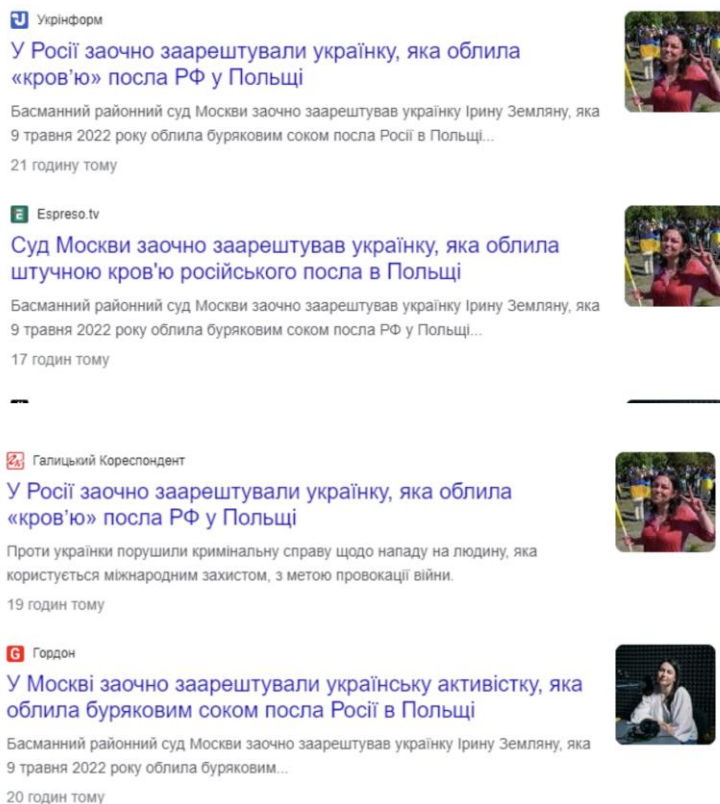 Укрінформ
У Росії заочно заарештували українку, яка облила
«кров’ю» посла РФ у Польщі
Басманний районний суд Москви заочно заарештував українку Ірину Земляну, яка
9 травня 2022 року облила буряковим соком посла Росії в Польщі...
21 годину тому
Espreso.tv
Суд Москви заочно заарештував українку, яка облила
штучною кров'ю російського посла в Польщі
Басманний районний суд Москви заочно заарештував українку Ірину Земляну, яка
9 травня 2022 року облила буряковим соком посла РФ у Польщі...
17 годин тому
Галицький Кореспондент
У Росії заочно заарештували українку, яка облила
«кров’ю» посла РФ у Польщі
Проти українки порушили кримінальну справу щодо нападу на людину, яка
користується міжнародним захистом, з метою провокації війни.
19 годин тому
G Гордон
У Москві заочно заарештували українську активістку, яка
облила буряковим соком посла Росії в Польщі
Басманний районний суд Москви заочно заарештував українку Ірину Земляну, яка
9 травня 2022 року облила буряковим...
20 годин тому